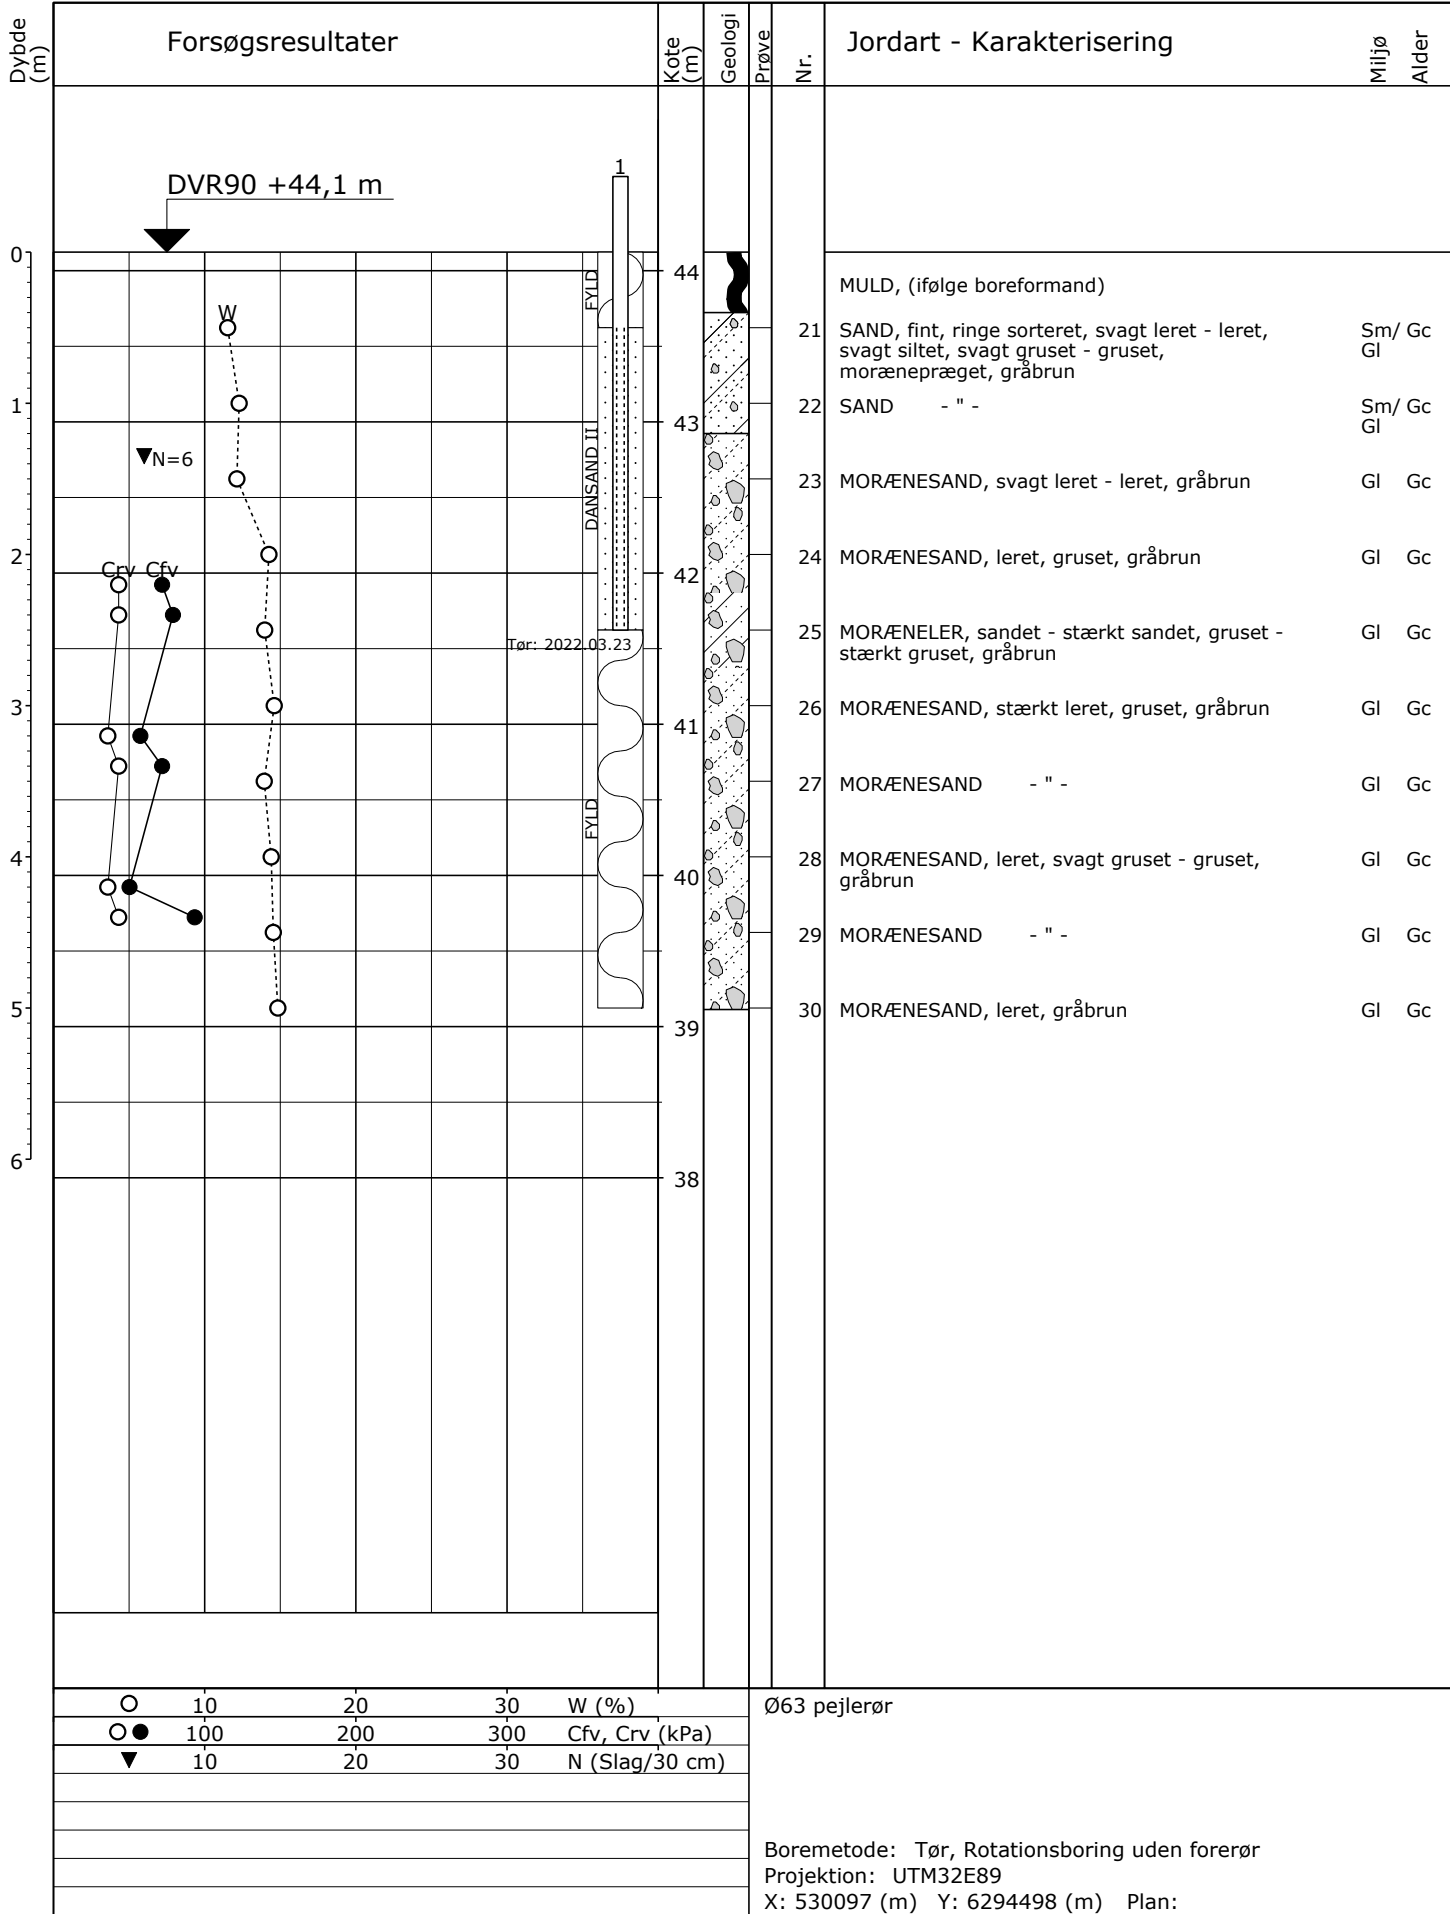 Dybde (m)
Forsøgsresultater
Kote (m)
Geologi
Prøve
Nr.
Jordart - Karakterisering
Miljø
Alder
DVR90 +44,1 m
1
0
1
2
3
4
5
6
44
43
42
41
40
39
38
W
N=6
Crv Cfv
FYLD
DANSAND II
Tør: 2022.03.23
FYLD
MULD, (ifølge boreformand)
21 SAND, fint, ringe sorteret, svagt leret - leret, Sm/ Gc
svagt siltet, svagt gruset - gruset, Gl
morænepræget, gråbrun
22 SAND - " - Sm/ Gc
Gl
23 MORÆNESAND, svagt leret - leret, gråbrun Gl Gc
24 MORÆNESAND, leret, gruset, gråbrun Gl Gc
25 MORÆNELER, sandet - stærkt sandet, gruset - Gl Gc
stærkt gruset, gråbrun
26 MORÆNESAND, stærkt leret, gruset, gråbrun Gl Gc
27 MORÆNESAND - " - Gl Gc
28 MORÆNESAND, leret, svagt gruset - gruset, Gl Gc
gråbrun
29 MORÆNESAND - " - Gl Gc
30 MORÆNESAND, leret, gråbrun Gl Gc
10 20 30 W (%)
100 200 300 Cfv, Crv (kPa)
10 20 30 N (Slag/30 cm)
Ø63 pejlerør
Boremetode: Tør, Rotationsboring uden forerør
Projektion: UTM32E89
X: 530097 (m) Y: 6294498 (m) Plan: